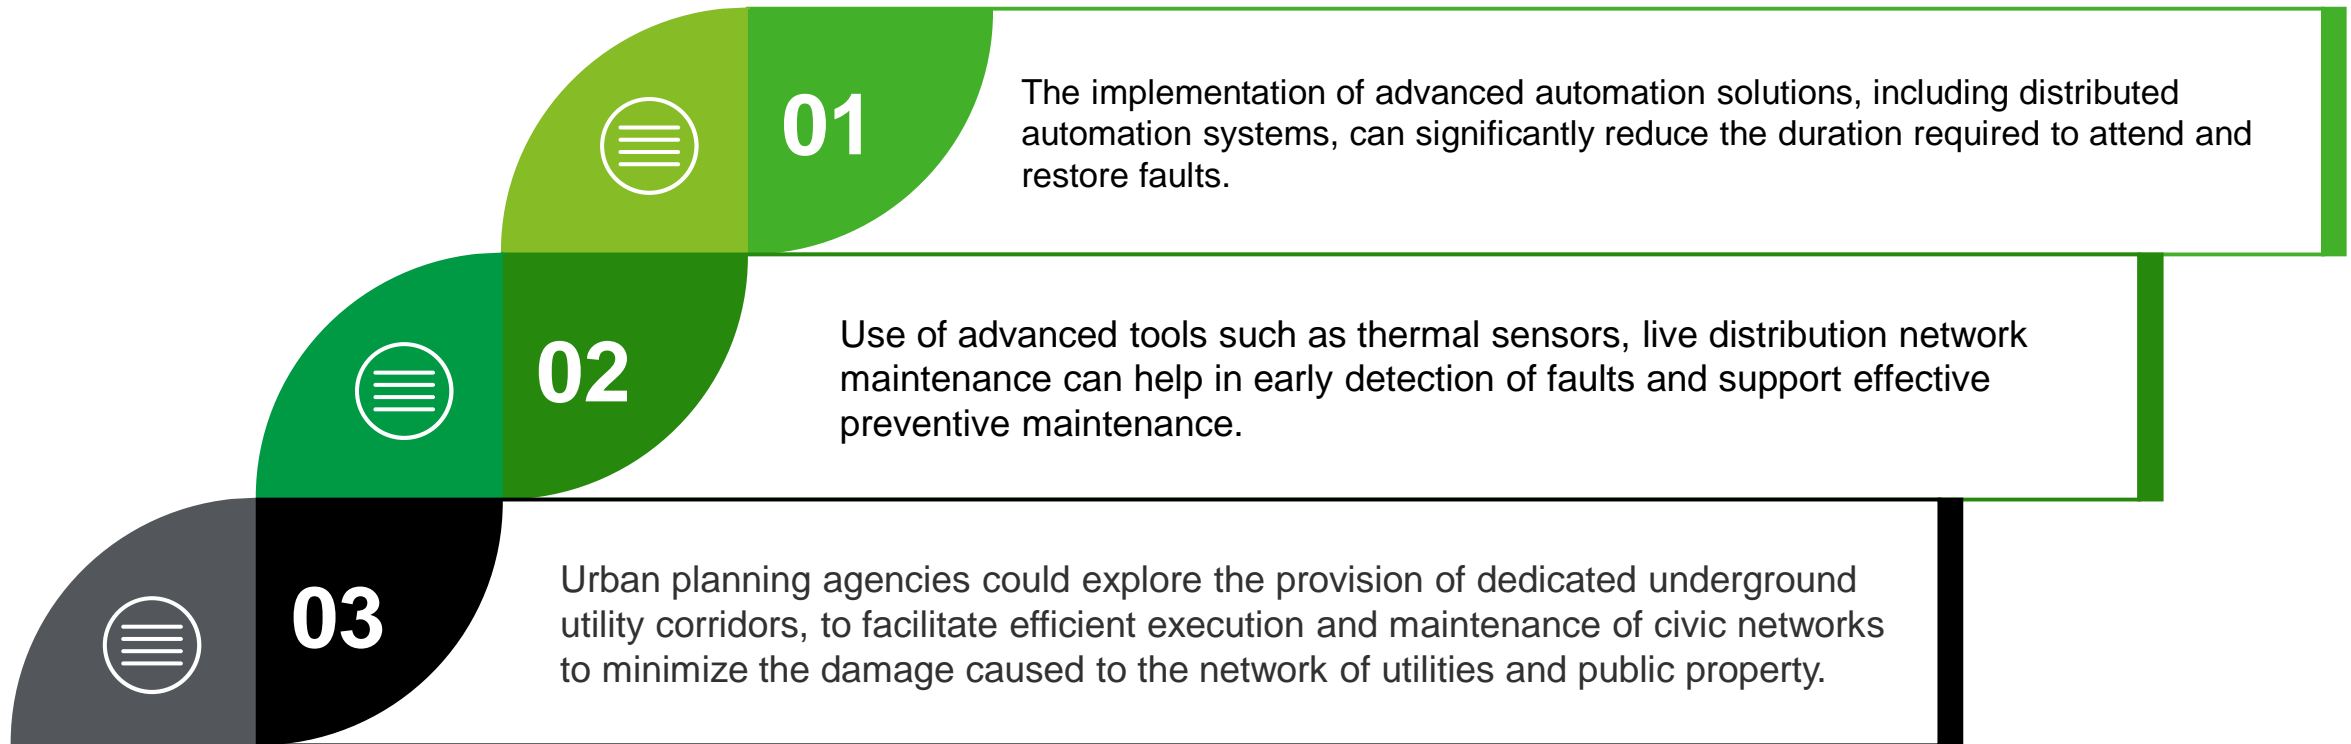 01
The implementation of advanced automation solutions, including distributed
automation systems, can significantly reduce the duration required to attend and
restore faults.
02
Use of advanced tools such as thermal sensors, live distribution network
maintenance can help in early detection of faults and support effective
preventive maintenance.
03
Urban planning agencies could explore the provision of dedicated underground
utility corridors, to facilitate efficient execution and maintenance of civic networks
to minimize the damage caused to the network of utilities and public property.